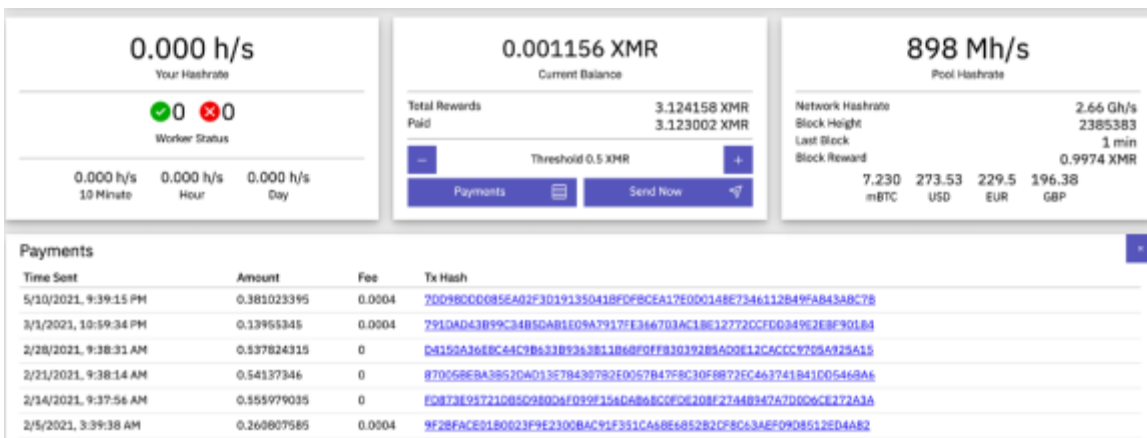 0.000 h/s
Your Hashrate
0 0
Worker Status
0.000 h/s 0.000 h/s 0.000 h/s
10 Minute Hour Day
0.001156 XMR
Current Balance
Total Rewards 3.124158 XMR
Paid 3.123002 XMR
− Threshold 0.5 XMR +
Payments Send Now
898 Mh/s
Pool Hashrate
Network Hashrate 2.66 Gh/s
Block Height 2385383
Last Block 1 min
Block Reward 0.9974 XMR
7.230 273.53 229.5 196.38
mBTC USD EUR GBP
Payments
Time Sent Amount Fee Tx Hash
5/10/2021, 9:39:15 PM 0.381023395 0.0004
3/1/2021, 10:59:34 PM 0.13955345 0.0004
2/28/2021, 9:38:31 AM 0.537824315 0
2/21/2021, 9:38:14 AM 0.54137346 0
2/14/2021, 9:37:56 AM 0.555979035 0
2/5/2021, 3:39:38 AM 0.260807585 0.0004